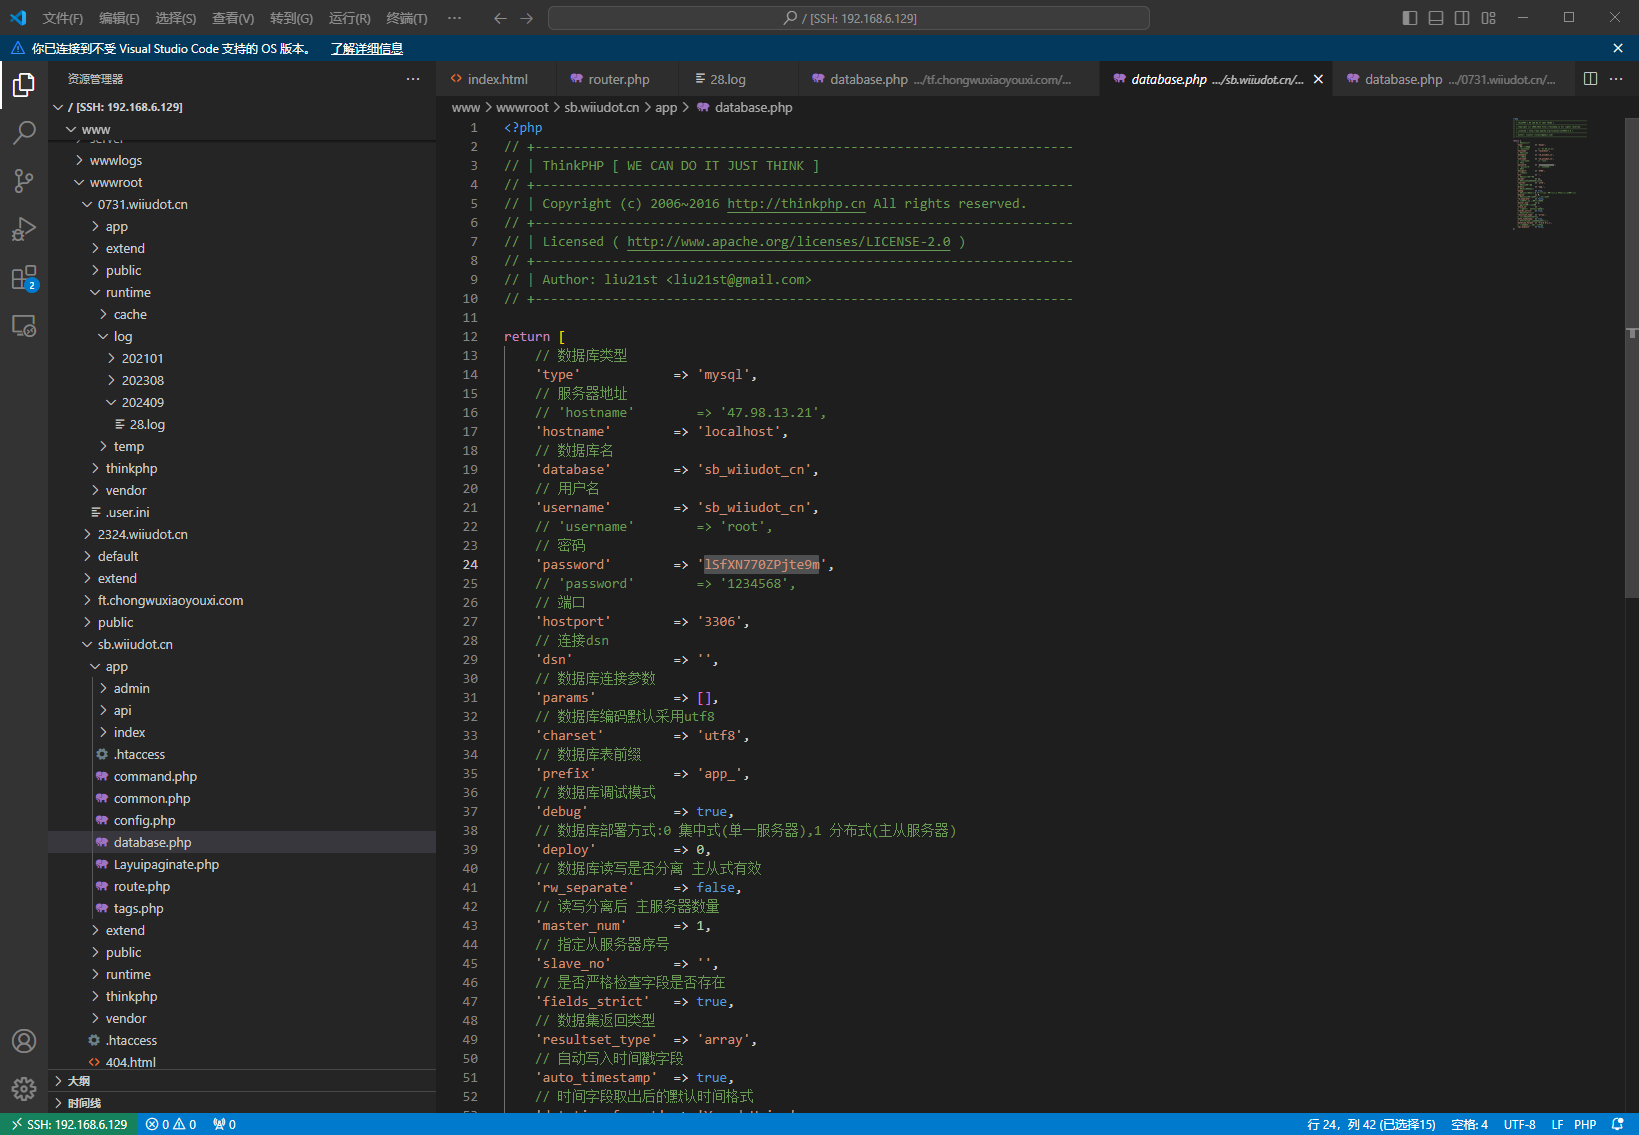 文件(F) 编辑(E) 选择(S) 查看(V) 转到(G) 运行(R) 终端(T) ··· / [SSH: 192.168.6.129]
你已连接到不受 Visual Studio Code 支持的 OS 版本。 了解详细信息
资源管理器
/ [SSH: 192.168.6.129]
www
server
wwwlogs
wwwroot
0731.wiiudot.cn
app
extend
public
runtime
cache
log
202101
202308
202409
28.log
temp
thinkphp
vendor
.user.ini
2324.wiiudot.cn
default
extend
ft.chongwuxiaoyouxi.com
public
sb.wiiudot.cn
app
admin
api
index
.htaccess
command.php
common.php
config.php
database.php
Layuipaginate.php
route.php
tags.php
extend
public
runtime
thinkphp
vendor
.htaccess
404.html
大纲
时间线
2
index.html router.php 28.log database.php .../tf.chongwuxiaoyouxi.com/... database.php .../sb.wiiudot.cn/... database.php .../0731.wiiudot.cn/...
www > wwwroot > sb.wiiudot.cn > app > database.php
1 <?php
2 // +----------------------------------------------------------------------
3 // | ThinkPHP [ WE CAN DO IT JUST THINK ]
4 // +----------------------------------------------------------------------
5 // | Copyright (c) 2006~2016 http://thinkphp.cn All rights reserved.
6 // +----------------------------------------------------------------------
7 // | Licensed ( http://www.apache.org/licenses/LICENSE-2.0 )
8 // +----------------------------------------------------------------------
9 // | Author: liu21st <liu21st@gmail.com>
10 // +----------------------------------------------------------------------
11
12 return [
13 // 数据库类型
14 'type' => 'mysql',
15 // 服务器地址
16 // 'hostname' => '47.98.13.21',
17 'hostname' => 'localhost',
18 // 数据库名
19 'database' => 'sb_wiiudot_cn',
20 // 用户名
21 'username' => 'sb_wiiudot_cn',
22 // 'username' => 'root',
23 // 密码
24 'password' => 'lSfXN770ZPjte9m',
25 // 'password' => '1234568',
26 // 端口
27 'hostport' => '3306',
28 // 连接dsn
29 'dsn' => '',
30 // 数据库连接参数
31 'params' => [],
32 // 数据库编码默认采用utf8
33 'charset' => 'utf8',
34 // 数据库表前缀
35 'prefix' => 'app_',
36 // 数据库调试模式
37 'debug' => true,
38 // 数据库部署方式:0 集中式(单一服务器),1 分布式(主从服务器)
39 'deploy' => 0,
40 // 数据库读写是否分离 主从式有效
41 'rw_separate' => false,
42 // 读写分离后 主服务器数量
43 'master_num' => 1,
44 // 指定从服务器序号
45 'slave_no' => '',
46 // 是否严格检查字段是否存在
47 'fields_strict' => true,
48 // 数据集返回类型
49 'resultset_type' => 'array',
50 // 自动写入时间戳字段
51 'auto_timestamp' => true,
52 // 时间字段取出后的默认时间格式
SSH: 192.168.6.129 0 0 0 行 24，列 42 (已选择15) 空格: 4 UTF-8 LF PHP